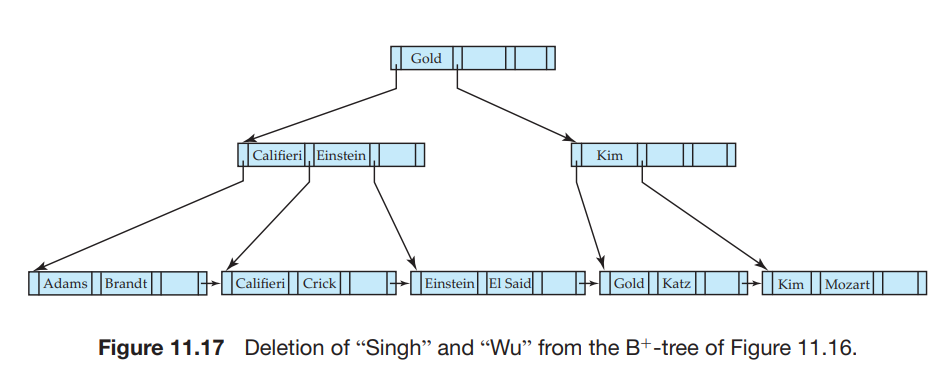 Gold
Califieri Einstein
Kim
Adams Brandt
Califieri Crick
Einstein El Said
Gold Katz
Kim Mozart
Figure 11.17 Deletion of “Singh” and “Wu” from the B+-tree of Figure 11.16.